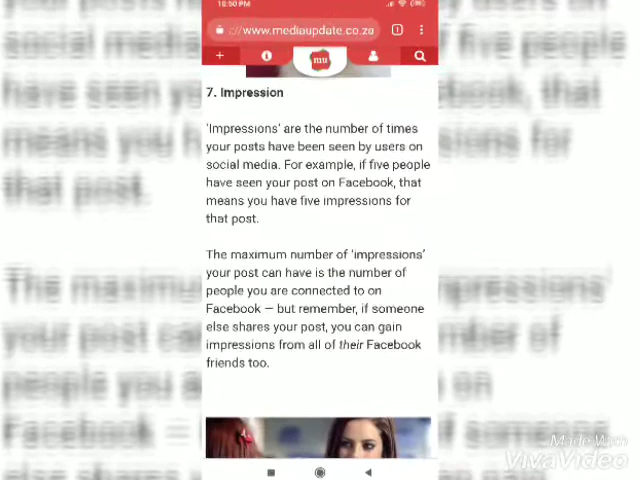 10:50 PM
://www.mediaupdate.co.za
1
mu
7. Impression
'Impressions' are the number of times
your posts have been seen by users on
social media. For example, if five people
have seen your post on Facebook, that
means you have five impressions for
that post.
The maximum number of 'impressions'
your post can have is the number of
people you are connected to on
Facebook — but remember, if someone
else shares your post, you can gain
impressions from all of their Facebook
friends too.
Made With
VivaVideo